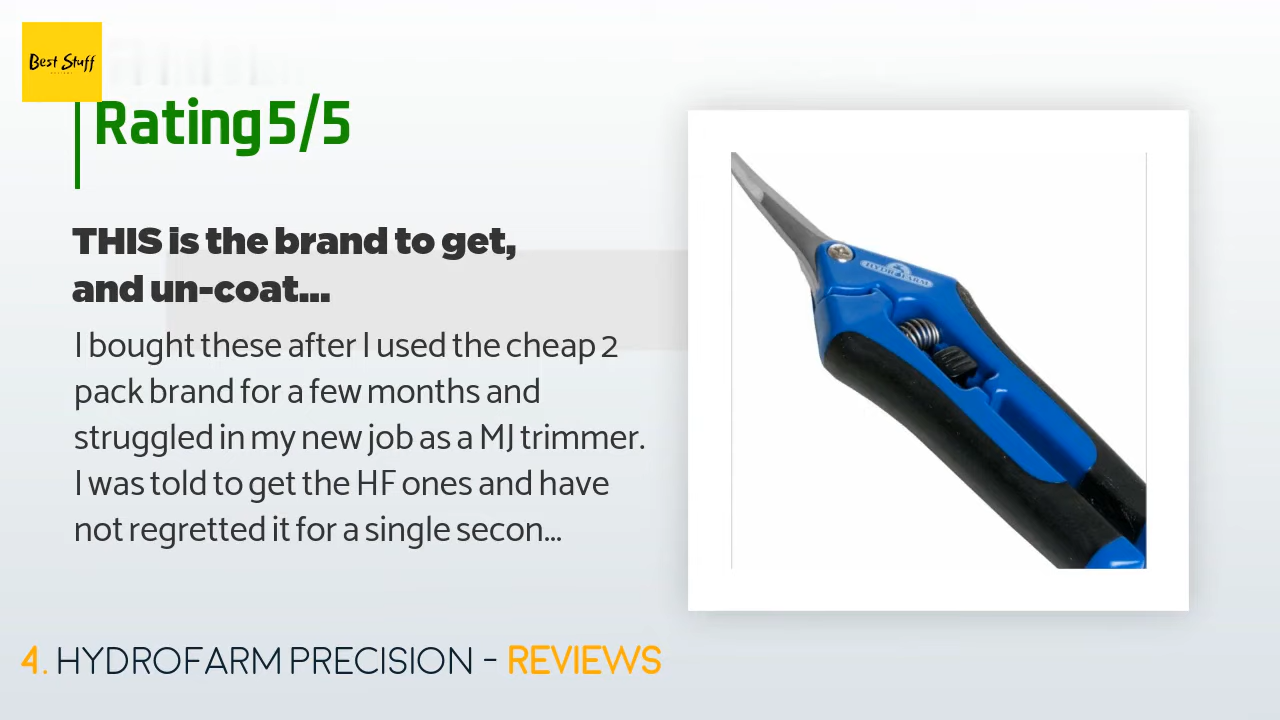 Best Stuff
Rating 5/5
THIS is the brand to get,
and un-coat...
I bought these after I used the cheap 2
pack brand for a few months and
struggled in my new job as a MJ trimmer.
I was told to get the HF ones and have
not regretted it for a single secon...
HYDROFARM
4. HYDROFARM PRECISION - REVIEWS